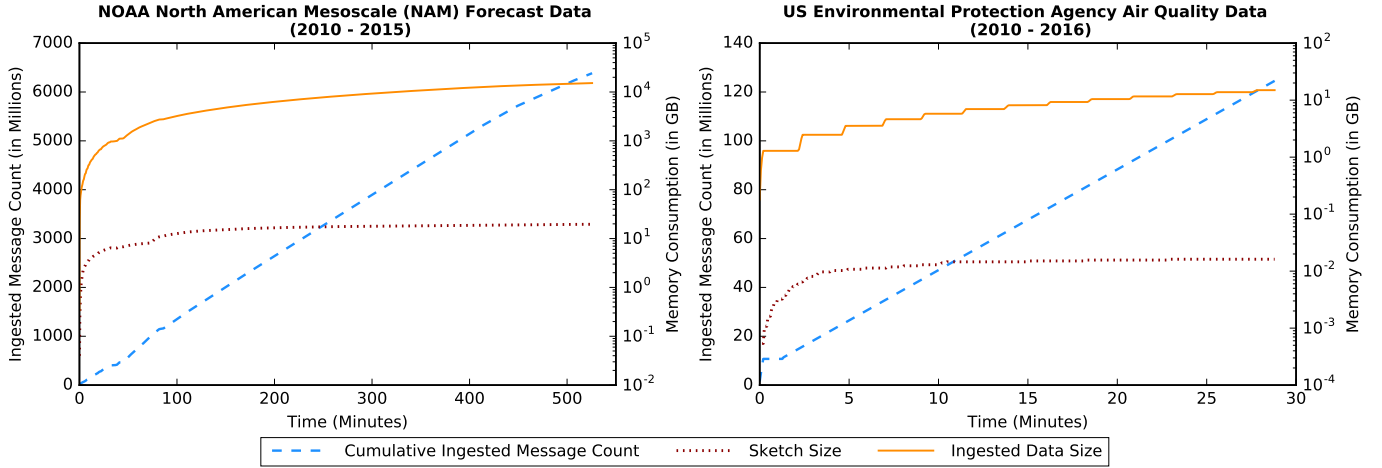 NOAA North American Mesoscale (NAM) Forecast Data
(2010 - 2015)
7000
6000
5000
4000
3000
2000
1000
0
Ingested Message Count (in Millions)
10^5
10^4
10^3
10^2
10^1
10^0
10^-1
10^-2
Memory Consumption (in GB)
0 100 200 300 400 500
Time (Minutes)
US Environmental Protection Agency Air Quality Data
(2010 - 2016)
140
120
100
80
60
40
20
0
Ingested Message Count (in Millions)
10^2
10^1
10^0
10^-1
10^-2
10^-3
10^-4
Memory Consumption (in GB)
0 5 10 15 20 25 30
Time (Minutes)
Cumulative Ingested Message Count Sketch Size Ingested Data Size